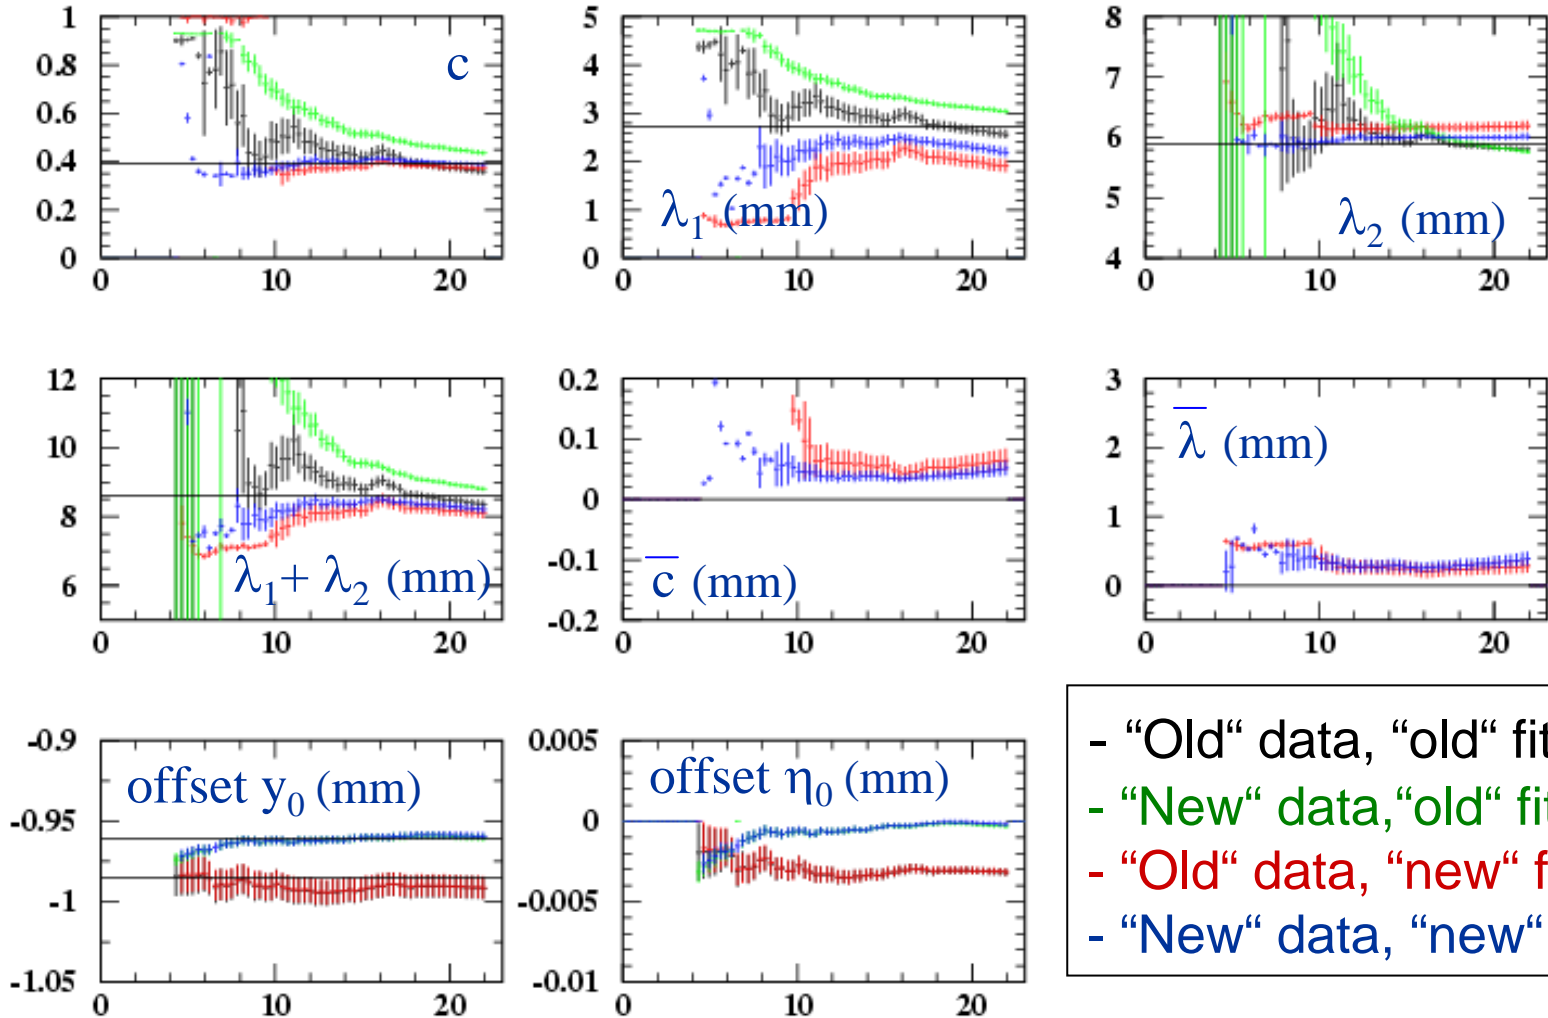 1
0.8
0.6
0.4
0.2
0
0 10 20
c
5
4
3
2
1
0
0 10 20
λ1 (mm)
8
7
6
5
4
0 10 20
λ2 (mm)
12
10
8
6
0 10 20
λ1+ λ2 (mm)
0.2
0.1
0
-0.1
-0.2
0 10 20
c̅ (mm)
3
2
1
0
0 10 20
λ̅ (mm)
-0.9
-0.95
-1
-1.05
0 10 20
offset y0 (mm)
0.005
0
-0.005
-0.01
0 10 20
offset η0 (mm)
- “Old“ data, “old“ fit
- “New“ data,“old“ fit
- “Old“ data, “new“ f
- “New“ data, “new“